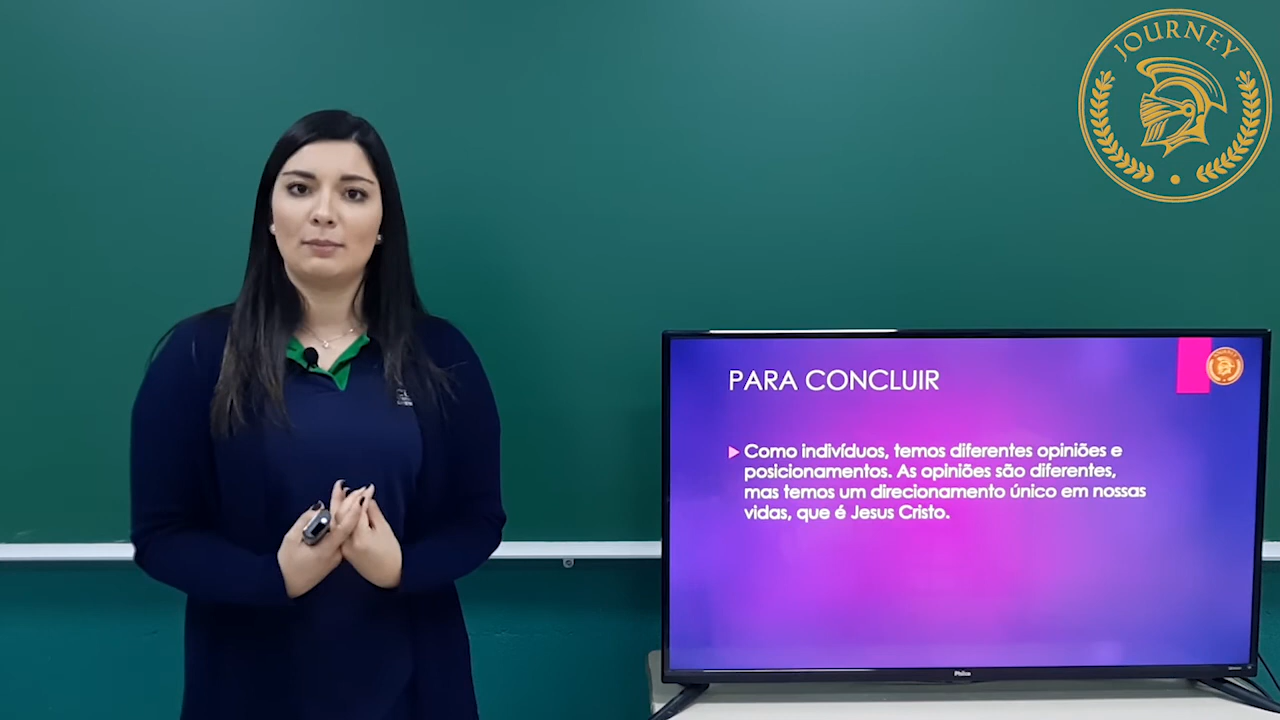 JOURNEY
PARA CONCLUIR
Como indivíduos, temos diferentes opiniões e
posicionamentos. As opiniões são diferentes,
mas temos um direcionamento único em nossas
vidas, que é Jesus Cristo.
Philco